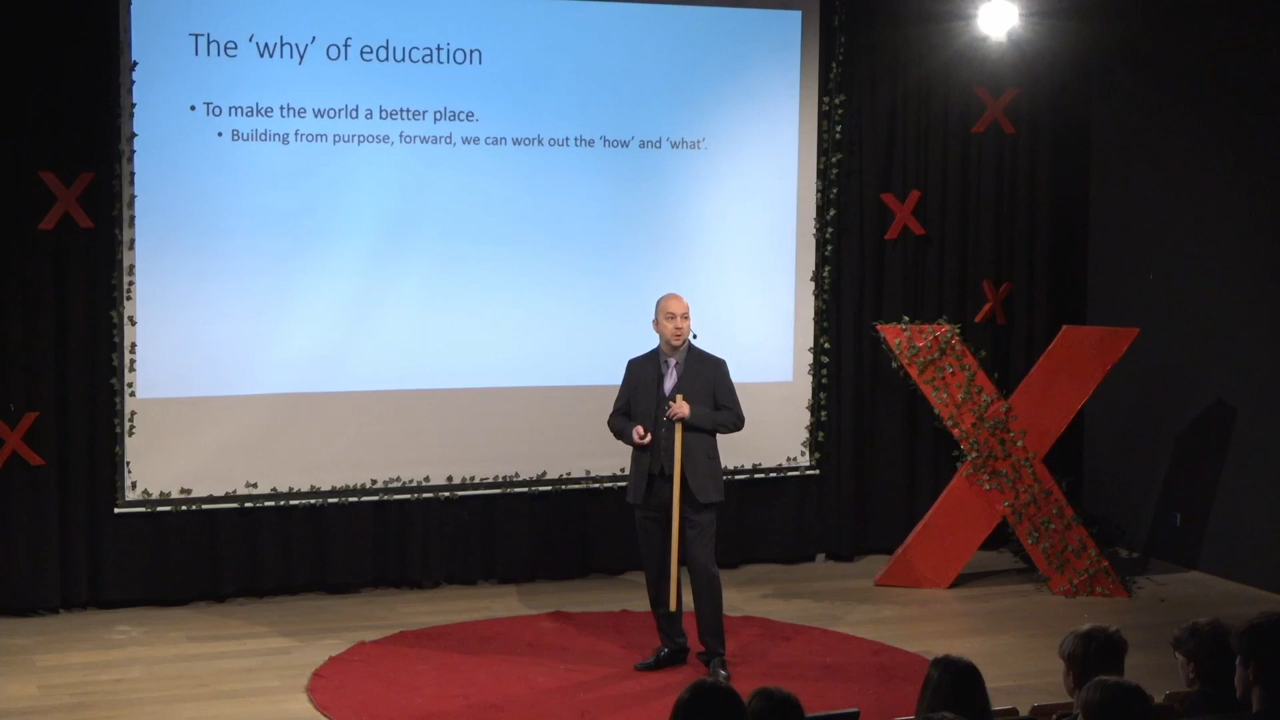 The ‘why’ of education
• To make the world a better place.
• Building from purpose, forward, we can work out the ‘how’ and ‘what’.
X
X
X
X
X
X